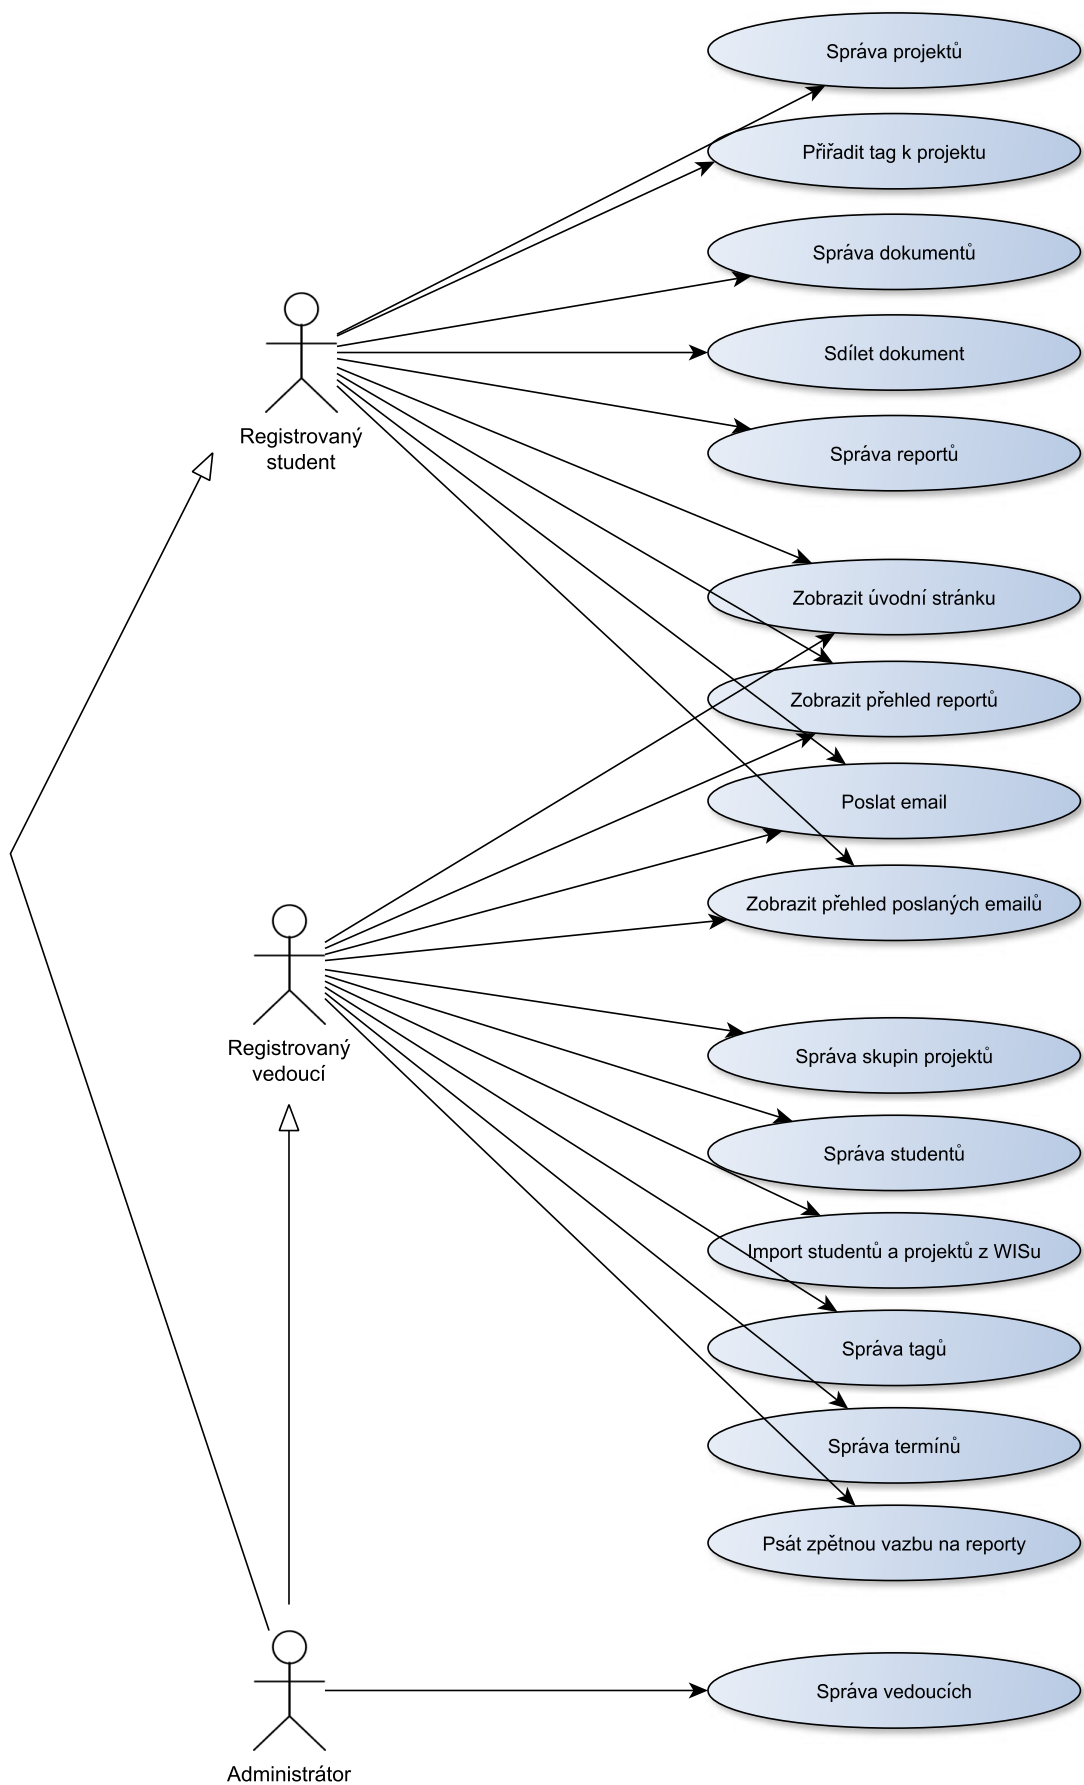 Správa projektů
Přiřadit tag k projektu
Správa dokumentů
Sdílet dokument
Správa reportů
Registrovaný
student
Zobrazit úvodní stránku
Zobrazit přehled reportů
Poslat email
Zobrazit přehled poslaných emailů
Registrovaný
vedoucí
Správa skupin projektů
Správa studentů
Import studentů a projektů z WISu
Správa tagů
Správa termínů
Psát zpětnou vazbu na reporty
Správa vedoucích
Administrátor